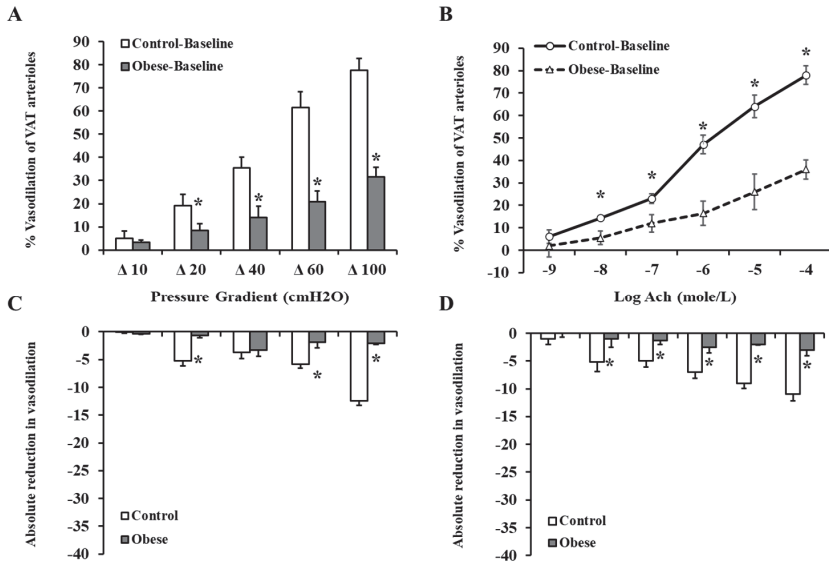 A
% Vasodilation of VAT arterioles
90
80
70
60
50
40
30
20
10
0
Control-Baseline
Obese-Baseline
*
*
*
*
Δ 10
Δ 20
Δ 40
Δ 60
Δ 100
Pressure Gradient (cmH2O)
B
% Vasodilation of VAT arterioles
90
80
70
60
50
40
30
20
10
0
-10
Control-Baseline
Obese-Baseline
*
*
*
*
*
-9
-8
-7
-6
-5
-4
Log Ach (mole/L)
C
Absolute reduction in vasodilation
0
-5
-10
-15
-20
-25
-30
-35
-40
*
*
*
Control
Obese
D
Absolute reduction in vasodilation
0
-5
-10
-15
-20
-25
-30
-35
-40
*
*
*
*
*
Control
Obese